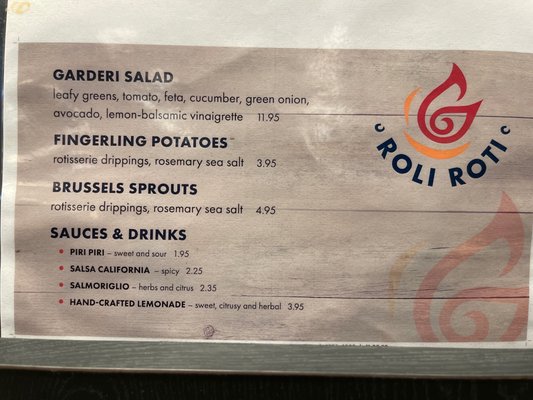 GARDERI SALAD
leafy greens, tomato, feta, cucumber, green onion,
avocado, lemon-balsamic vinaigrette 11.95
FINGERLING POTATOES
rotisserie drippings, rosemary sea salt 3.95
BRUSSELS SPROUTS
rotisserie drippings, rosemary sea salt 4.95
SAUCES & DRINKS
• PIRI PIRI – sweet and sour 1.95
• SALSA CALIFORNIA – spicy 2.25
• SALMORIGLIO – herbs and citrus 2.35
• HAND-CRAFTED LEMONADE – sweet, citrusy and herbal 3.95
ROLI ROTI